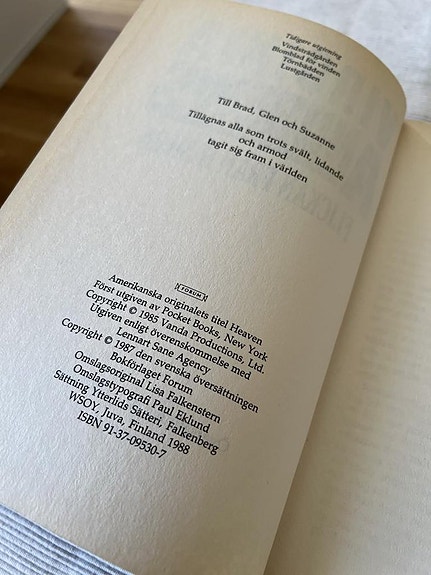 Tidigare utgivning
Vindsträdgården
Blomblad för vinden
Törnbädden
Lustgården
Till Brad, Glen och Suzanne
Tillägnas alla som trots svält, lidande
och armod
tagit sig fram i världen
FORUM
Amerikanska originalets titel Heaven
Först utgiven av Pocket Books, New York
Copyright © 1985 Vanda Productions, Ltd.
Utgiven enligt överenskommelse med
Lennart Sane Agency
Copyright © 1987 den svenska översättningen
Bokförlaget Forum
Omslagsoriginal Lisa Falkenstern
Omslagstypografi Paul Eklund
Sättning Ytterlids Sätteri, Falkenberg
WSOY, Juva, Finland 1988
ISBN 91-37-09530-7